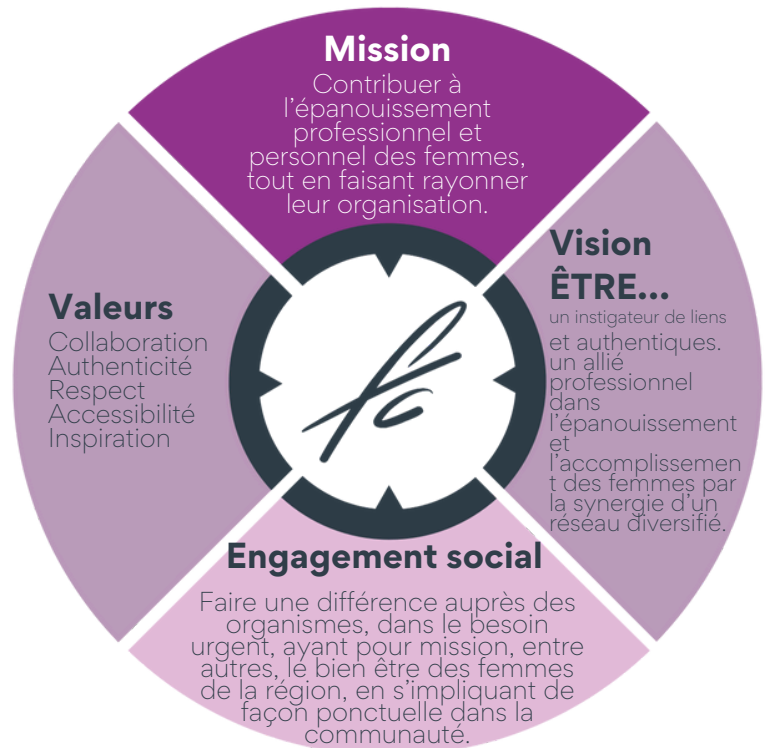 Mission
Contribuer à
l'épanouissement
professionnel et
personnel des femmes,
tout en faisant rayonner
leur organisation.
Vision
ÊTRE...
un instigateur de liens
et authentiques.
un allié
professionnel
dans
l'épanouissement
et
l'accomplissemen
t des femmes par
la synergie d'un
réseau diversifié.
Valeurs
Collaboration
Authenticité
Respect
Accessibilité
Inspiration
fc
Engagement social
Faire une différence auprès des
organismes, dans le besoin
urgent, ayant pour mission, entre
autres, le bien être des femmes
de la région, en s'impliquant de
façon ponctuelle dans la
communauté.